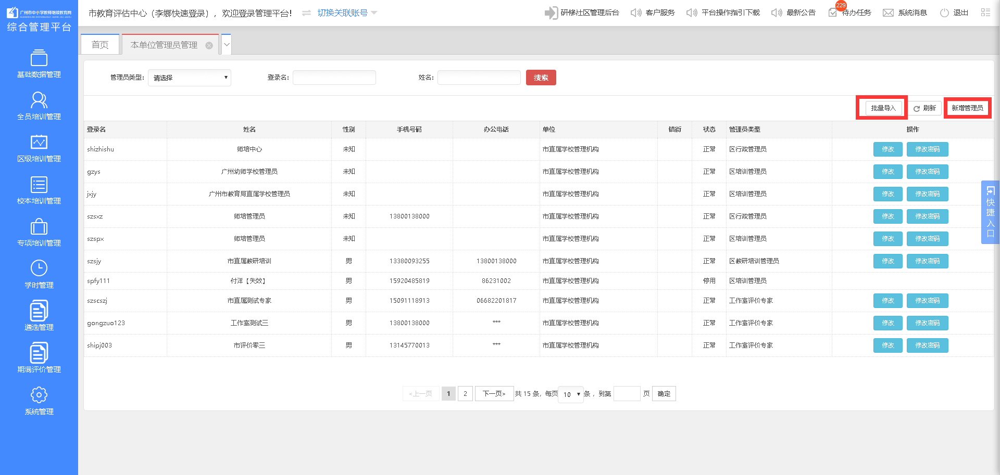 广州市中小学教师继续教育网
综合管理平台
市教育评估中心（李娜快速登录），欢迎登录管理平台！
切换关联账号
研修社区管理后台
客户服务
平台操作指引下载
最新公告
229
待办任务
系统消息
退出
基础数据管理
全员培训管理
区级培训管理
校本培训管理
专项培训管理
学时管理
遴选管理
期满评价管理
系统管理
首页
本单位管理员管理
管理员类型： 请选择 登录名： 姓名： 搜索
批量导入 刷新 新增管理员
登录名 姓名 性别 手机号码 办公电话 单位 镇街 状态 管理员类型 操作
shizhishu 师培中心 未知 市直属学校管理机构 正常 区行政管理员 修改 修改密码
gzys 广州幼师学校管理员 未知 市直属学校管理机构 正常 区培训管理员 修改 修改密码
jxjy 广州市教育局直属学校管理员 未知 市直属学校管理机构 正常 区培训管理员 修改 修改密码
szsxz 师培管理员 未知 13800138000 市直属学校管理机构 正常 区行政管理员 修改 修改密码
szspx 师培管理员 未知 市直属学校管理机构 正常 区培训管理员 修改 修改密码
szsjy 市直属教研培训 男 13380093255 13800138000 市直属学校管理机构 正常 区教研培训管理员 修改 修改密码
spfy111 付洋【失效】 男 15920485819 86231002 市直属学校管理机构 停用 区培训管理员
szscszj 市直属测试专家 男 15091118913 06682201817 市直属学校管理机构 正常 工作室评价专家 修改 修改密码
gongzuo123 工作室测试三 男 13800138000 *** 市直属学校管理机构 正常 工作室评价专家 修改 修改密码
shipj003 市评价零三 男 13145770013 *** 市直属学校管理机构 正常 工作室评价专家 修改 修改密码
«上一页 1 2 下一页» 共 15 条，每页 10 条，到第 页 确定
快捷入口